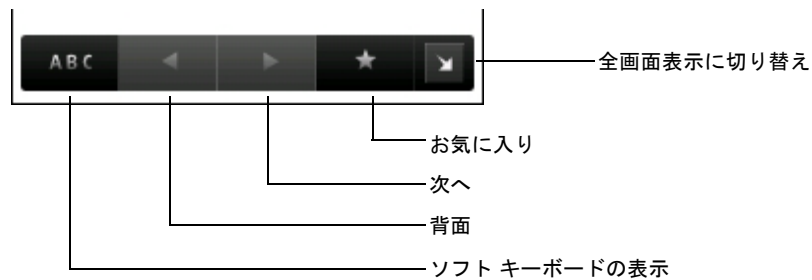 ABC
全画面表示に切り替え
お気に入り
次へ
背面
ソフト キーボードの表示